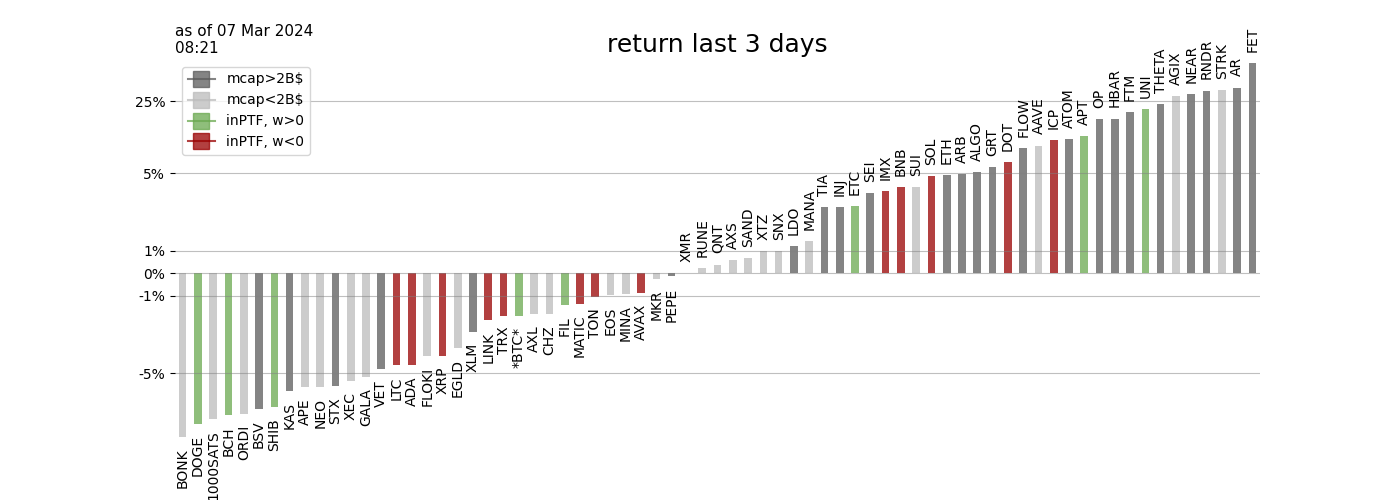 as of 07 Mar 2024
08:21
return last 3 days
mcap>2B$
mcap<2B$
inPTF, w>0
inPTF, w<0
25%
5%
1%
0%
-1%
-5%
BONK
DOGE
1000SATS
BCH
ORDI
BSV
SHIB
KAS
APE
NEO
STX
XEC
GALA
VET
LTC
ADA
FLOKI
XRP
EGLD
XLM
LINK
TRX
*BTC*
AXL
CHZ
FIL
MATIC
TON
EOS
MINA
AVAX
MKR
PEPE
XMR
RUNE
QNT
AXS
SAND
XTZ
SNX
LDO
MANA
TIA
INJ
ETC
SEI
IMX
BNB
SUI
SOL
ETH
ARB
ALGO
GRT
DOT
FLOW
AAVE
ICP
ATOM
APT
OP
HBAR
FTM
UNI
THETA
AGIX
NEAR
RNDR
STRK
AR
FET